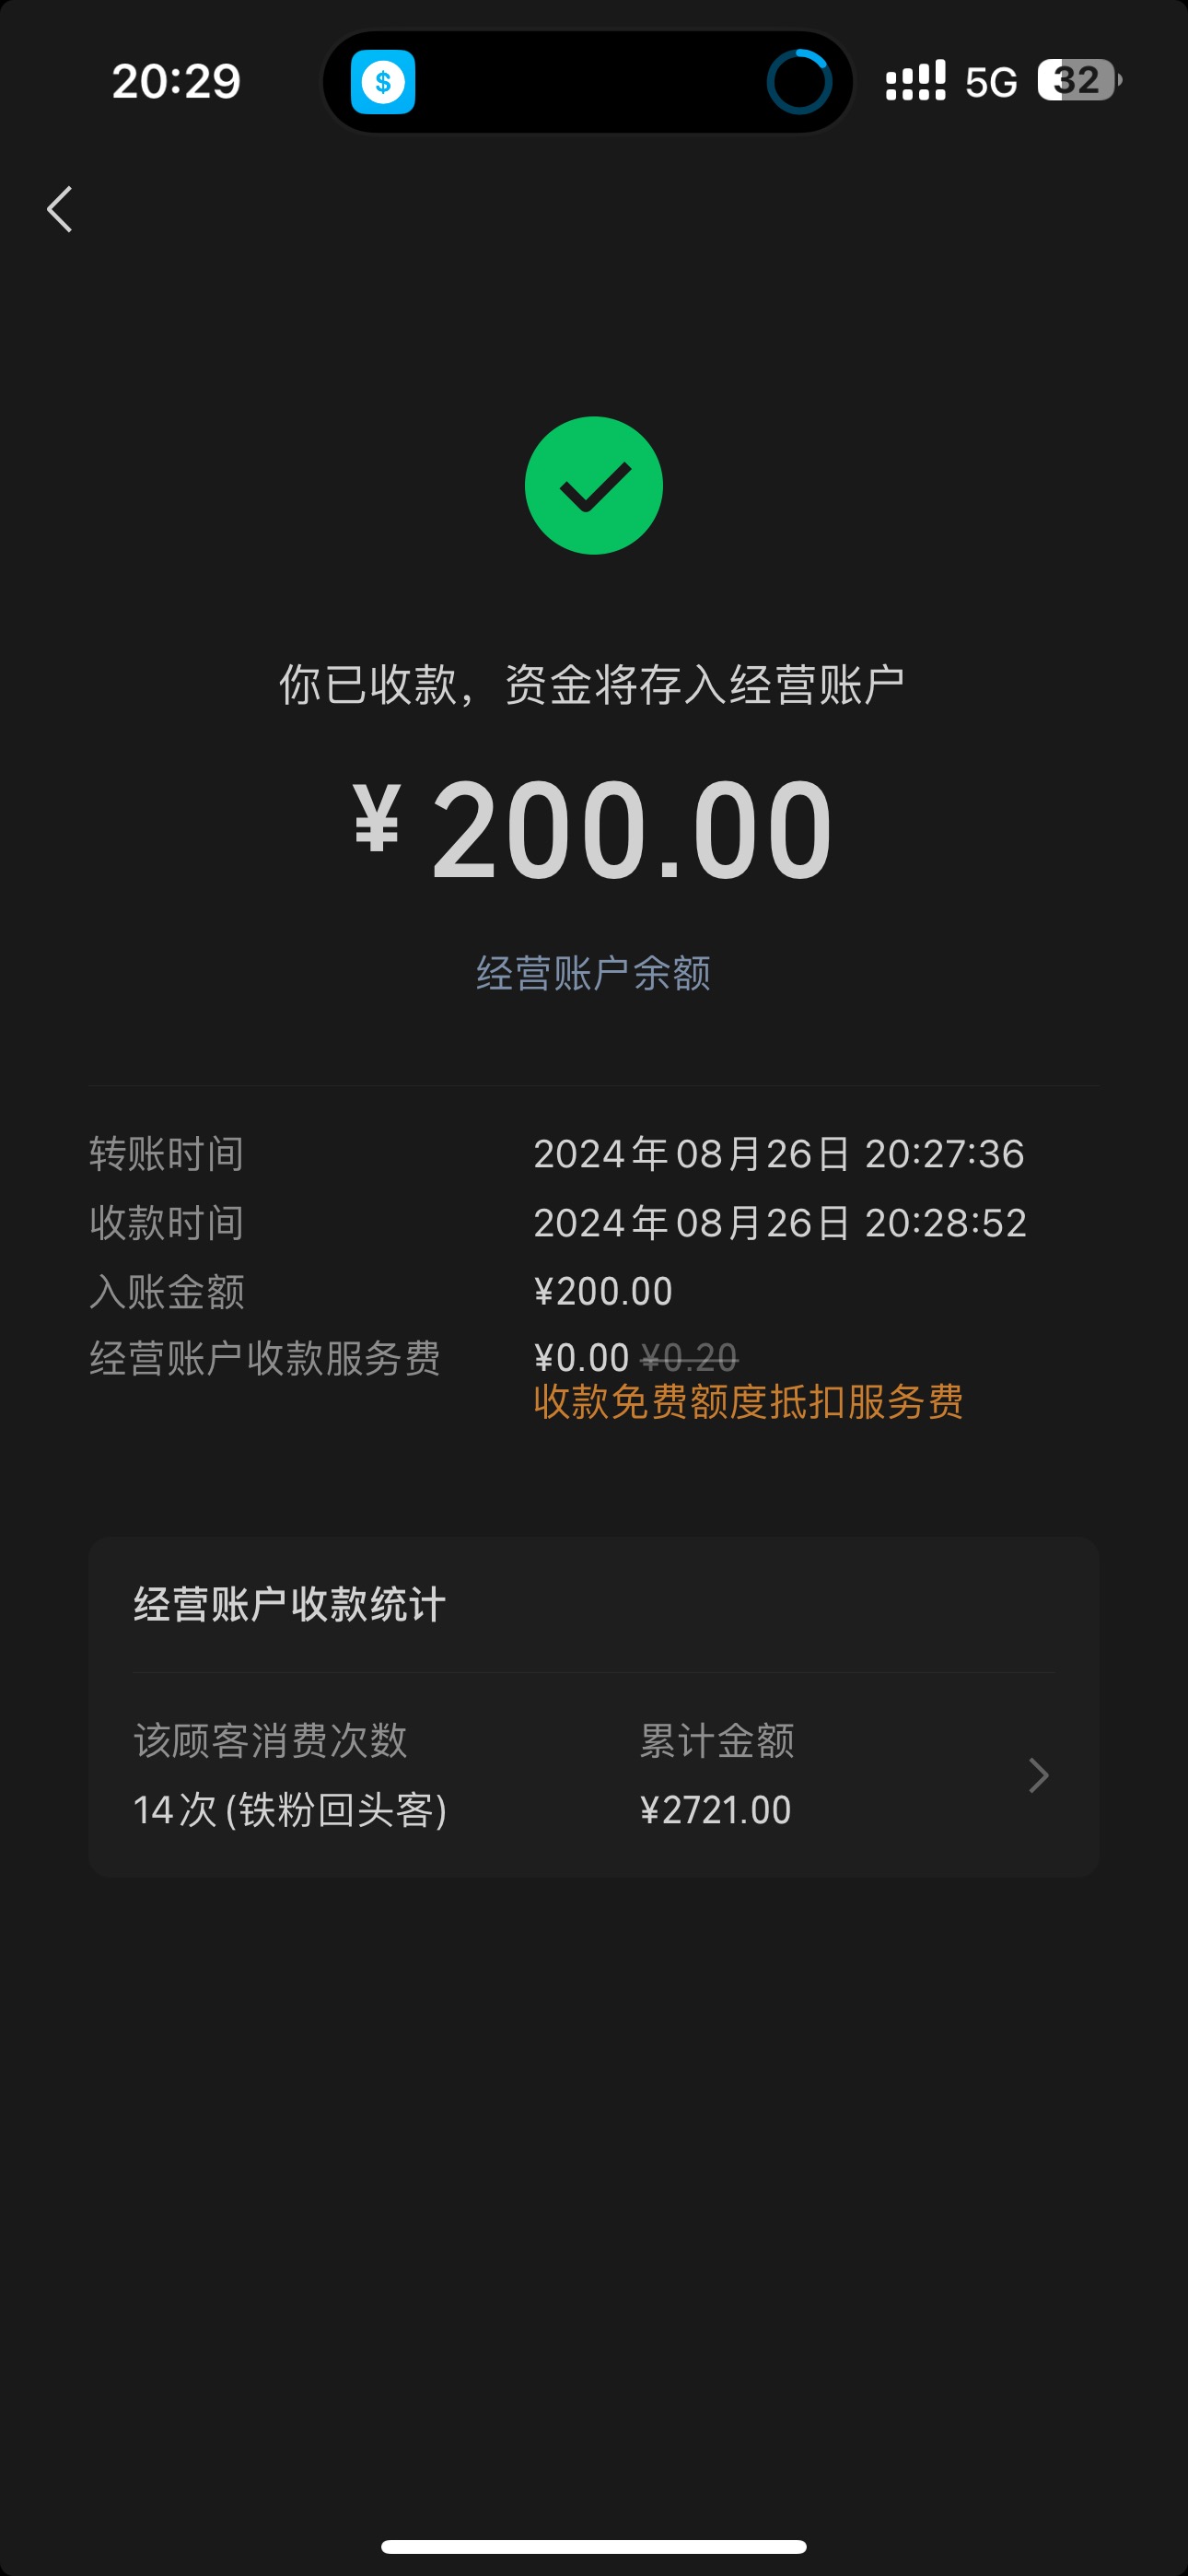 20:29
$
5G
32
你已收款，资金将存入经营账户
¥200.00
经营账户余额
转账时间 2024年08月26日 20:27:36
收款时间 2024年08月26日 20:28:52
入账金额 ¥200.00
经营账户收款服务费 ¥0.00 ¥0.20
收款免费额度抵扣服务费
经营账户收款统计
该顾客消费次数 累计金额
14次(铁粉回头客) ¥2721.00